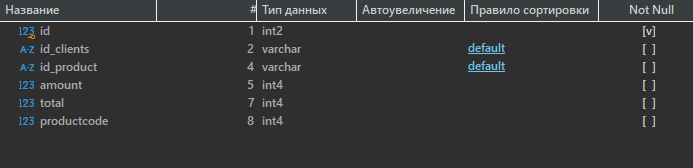 Название # Тип данных Автоувеличение Правило сортировки Not Null
123 id 1 int2 [v]
A-Z id_clients 2 varchar default [ ]
A-Z id_product 4 varchar default [ ]
123 amount 5 int4 [ ]
123 total 7 int4 [ ]
123 productcode 8 int4 [ ]